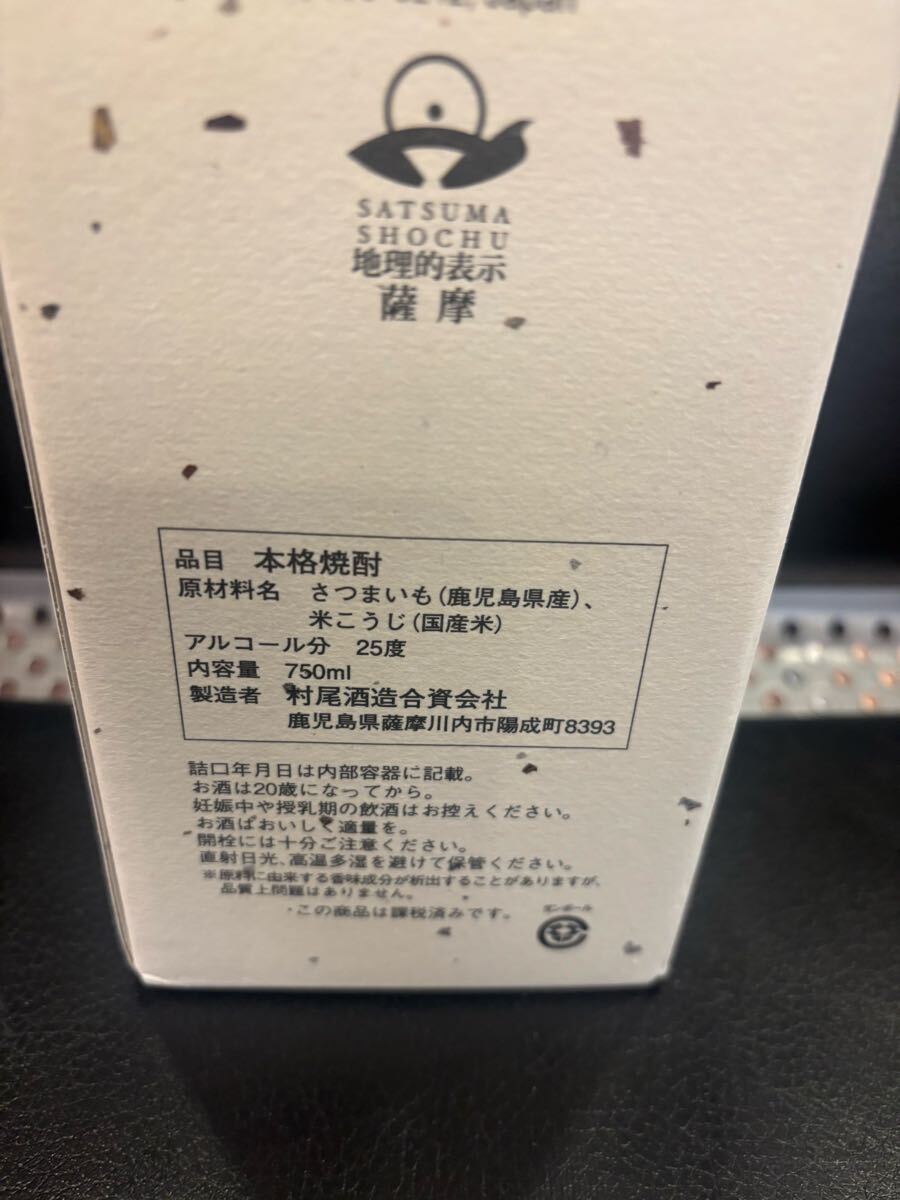 Japan
SATSUMA
SHOCHU
地理的表示
薩摩
品目 本格焼酎
原材料名 さつまいも(鹿児島県産)、
米こうじ(国産米)
アルコール分 25度
内容量 750ml
製造者 村尾酒造合資会社
鹿児島県薩摩川内市陽成町8393
詰口年月日は内部容器に記載。
お酒は20歳になってから。
妊娠中や授乳期の飲酒はお控えください。
お酒はおいしく適量を。
開栓には十分ご注意ください。
直射日光、高温多湿を避けて保管ください。
※原料に由来する香味成分が析出することがありますが、
品質上問題はありません。
この商品は課税済みです。
ダンボール